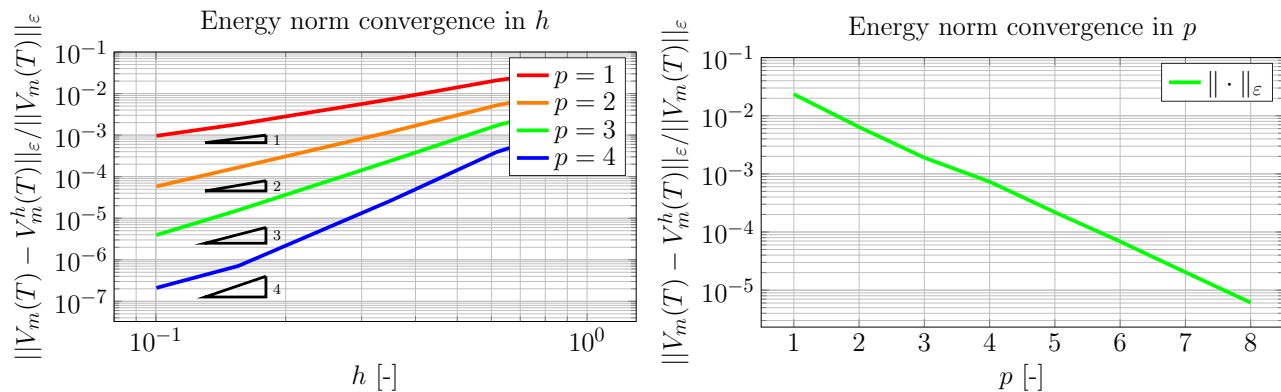 Energy norm convergence in h
||V_m(T) − V_m^h(T)||_ε/||V_m(T)||_ε
10^−1
10^−2
10^−3
10^−4
10^−5
10^−6
10^−7
p = 1
p = 2
p = 3
p = 4
1
2
3
4
10^−1
10^0
h [-]
Energy norm convergence in p
||V_m(T) − V_m^h(T)||_ε/||V_m(T)||_ε
10^−1
10^−2
10^−3
10^−4
10^−5
‖ · ‖_ε
1 2 3 4 5 6 7 8
p [-]